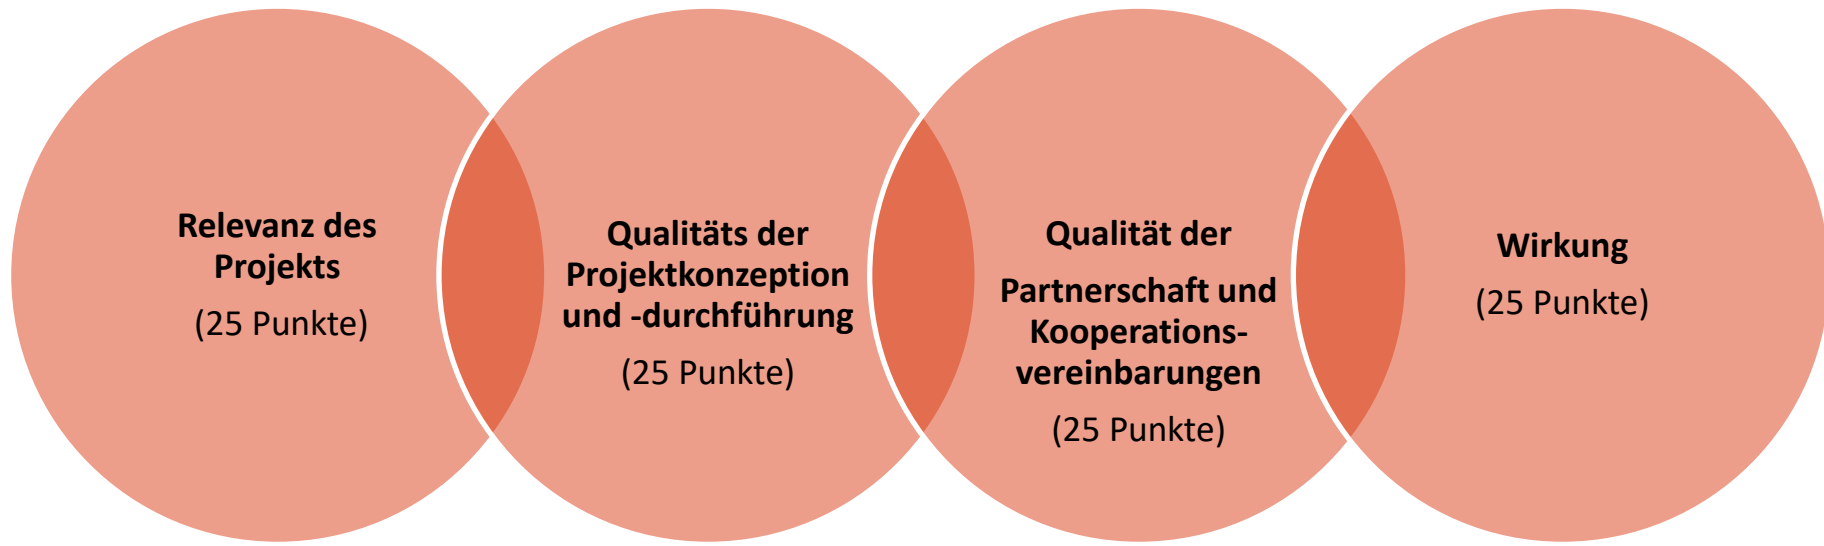 Relevanz des
Projekts
(25 Punkte)
Qualitäts der
Projektkonzeption
und -durchführung
(25 Punkte)
Qualität der
Partnerschaft und
Kooperations-
vereinbarungen
(25 Punkte)
Wirkung
(25 Punkte)